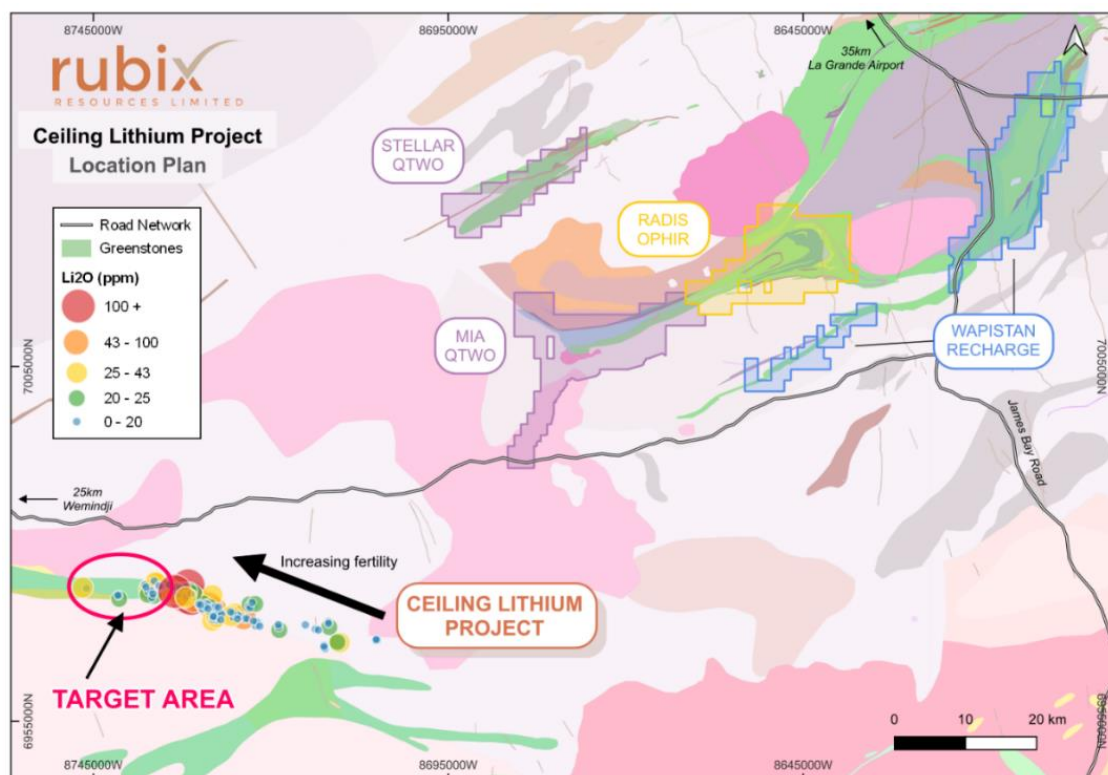 8745000W
8695000W
8645000W
rubix
RESOURCES LIMITED
Ceiling Lithium Project
Location Plan
Road Network
Greenstones
Li2O (ppm)
100 +
43 - 100
25 - 43
20 - 25
0 - 20
STELLAR
QTWO
35km
La Grande Airport
RADIS
OPHIR
MIA
QTWO
WAPISTAN
RECHARGE
7005000N
7050000N
James Bay Road
25km
Wemindji
Increasing fertility
CEILING LITHIUM
PROJECT
TARGET AREA
6955000N
6955000N
0 10 20 km
8745000W
8695000W
8645000W